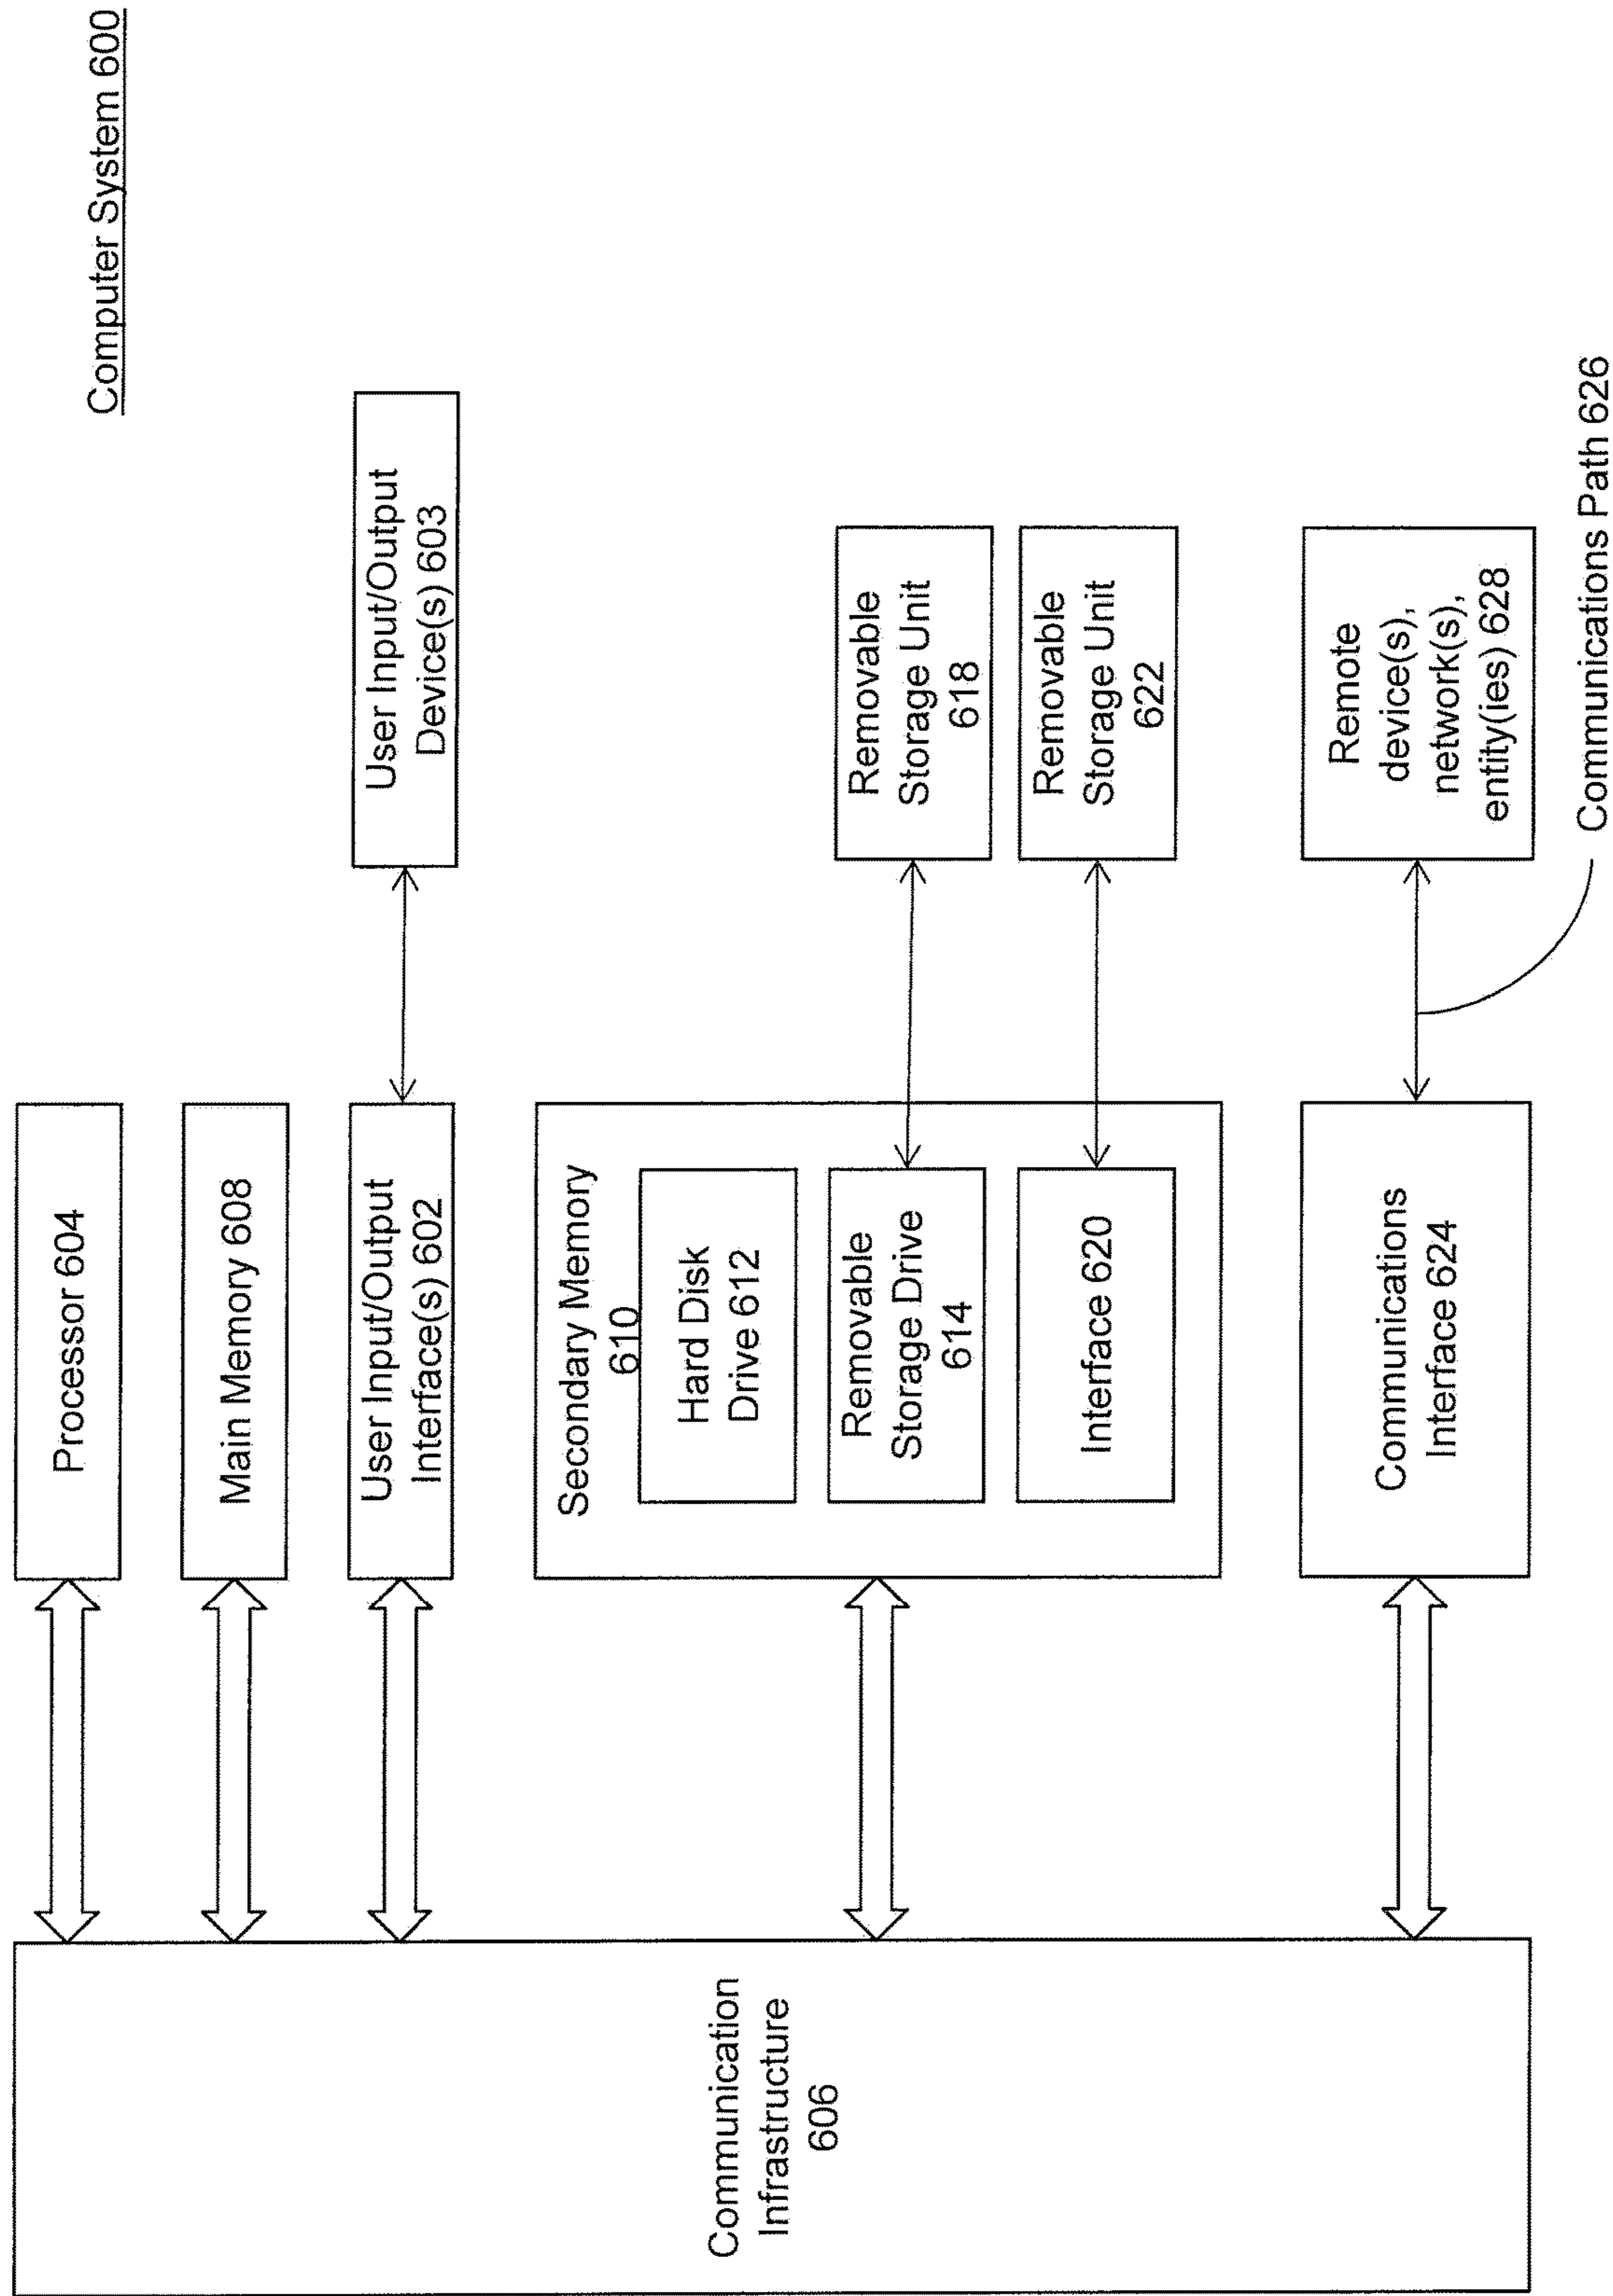 Computer System 600
Processor 604
Main Memory 608
User Input/Output
Interface(s) 602
User Input/Output
Device(s) 603
Communication
Infrastructure
606
Secondary Memory
610
Hard Disk
Drive 612
Removable
Storage Drive
614
Removable
Storage Unit
618
Interface 620
Removable
Storage Unit
622
Communications
Interface 624
Remote
device(s),
network(s),
entity(ies) 628
Communications Path 626